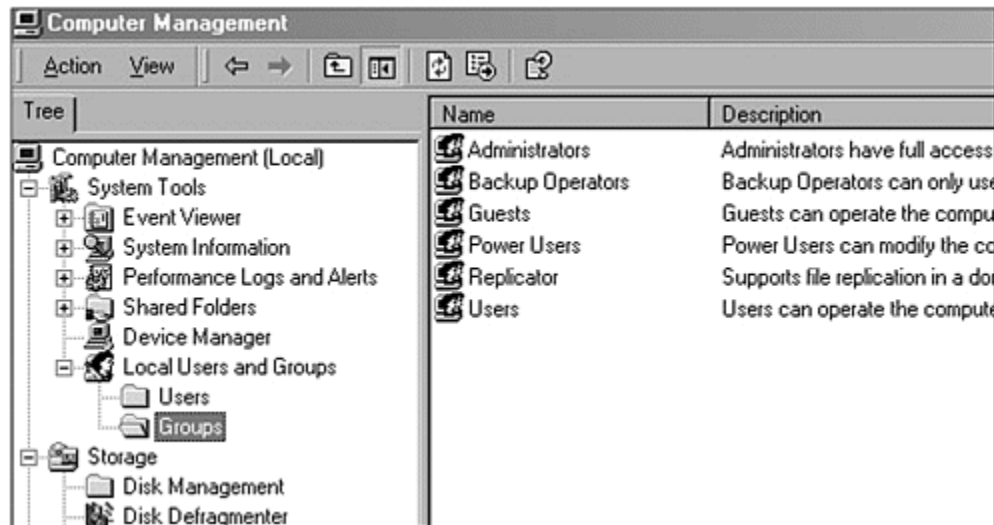 Computer Management
Action View
Tree
Computer Management (Local)
System Tools
Event Viewer
System Information
Performance Logs and Alerts
Shared Folders
Device Manager
Local Users and Groups
Users
Groups
Storage
Disk Management
Disk Defragmenter
Name Description
Administrators Administrators have full access
Backup Operators Backup Operators can only use
Guests Guests can operate the compu
Power Users Power Users can modify the co
Replicator Supports file replication in a do
Users Users can operate the compute